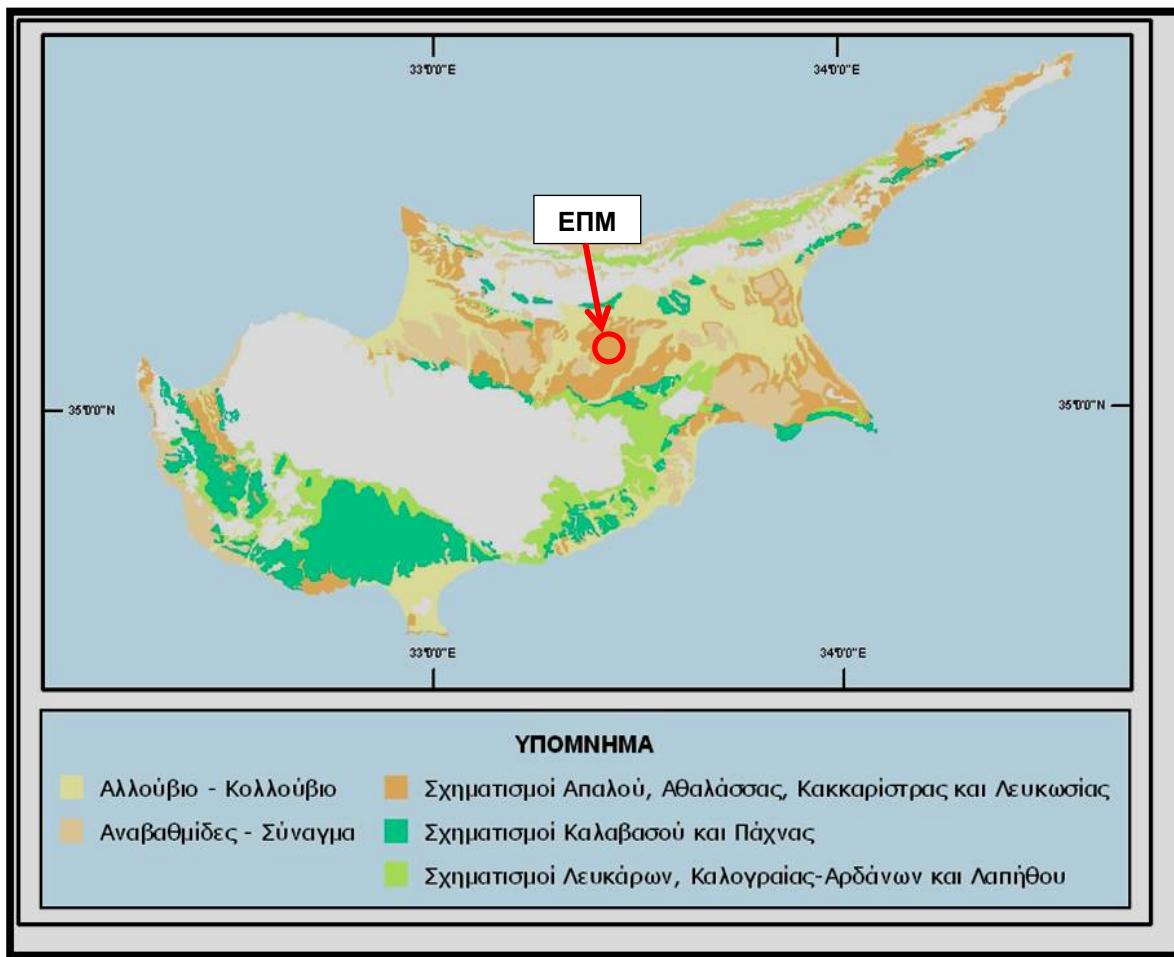 33°0'0"E 34°0'0"E
ΕΠΜ
35°0'0"N 35°0'0"N
33°0'0"E 34°0'0"E
ΥΠΟΜΝΗΜΑ
Αλλούβιο - Κολλούβιο
Αναβαθμίδες - Σύναγμα
Σχηματισμοί Απαλού, Αθαλάσσας, Κακκαρίστρας και Λευκωσίας
Σχηματισμοί Καλαβασού και Πάχνας
Σχηματισμοί Λευκάρων, Καλογραίας-Αρδάνων και Λαπήθου